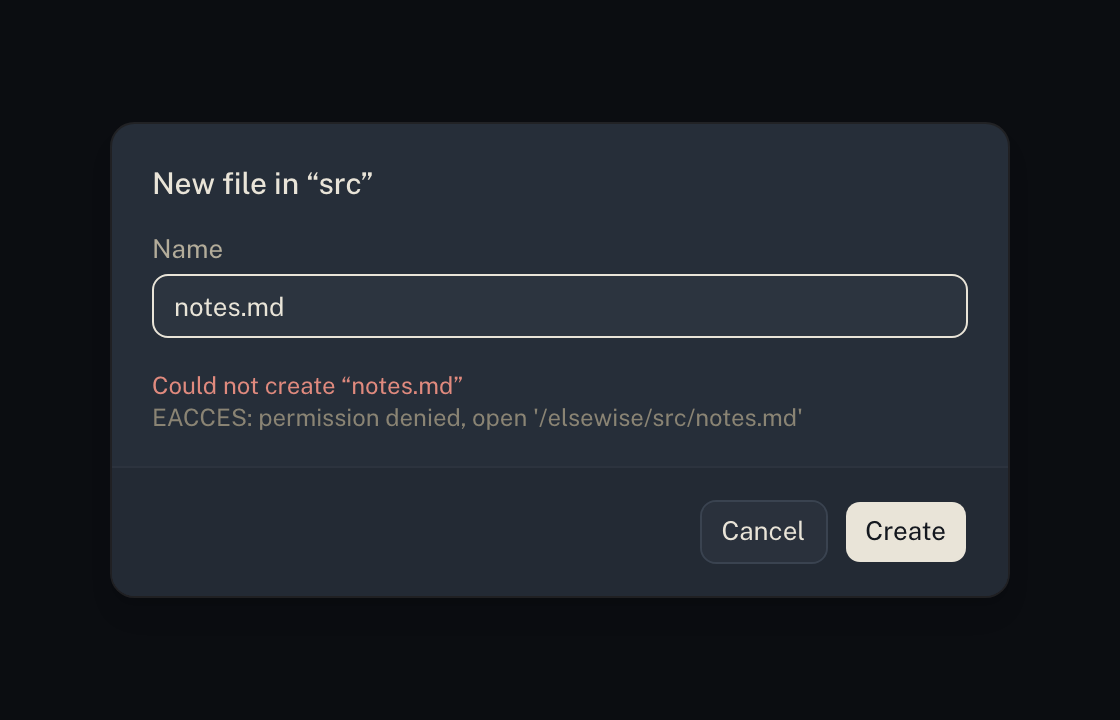 New file in “src”
Name
notes.md
Could not create “notes.md”
EACCES: permission denied, open '/elsewise/src/notes.md'
Cancel
Create